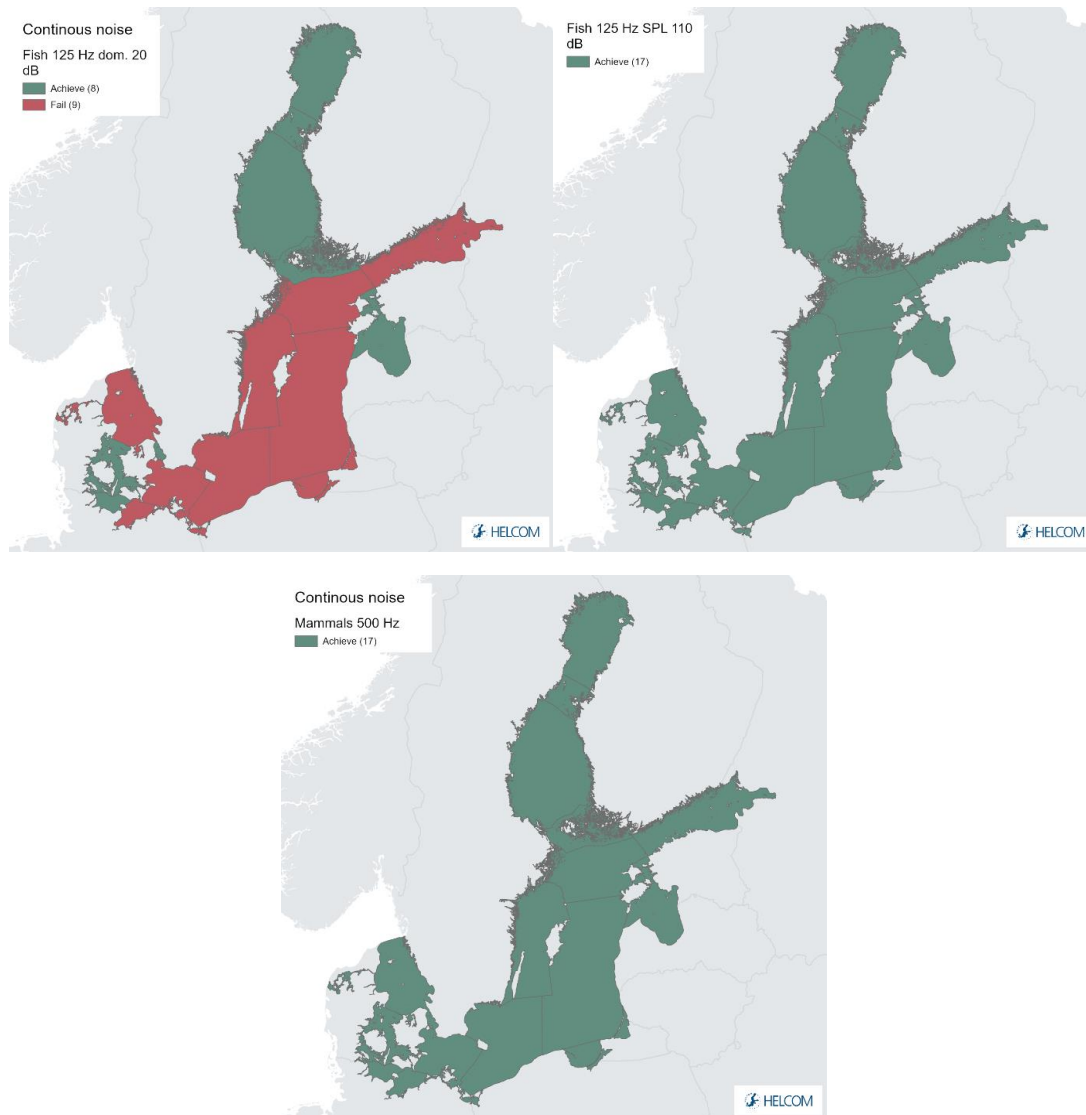 Continous noise
Fish 125 Hz dom. 20
dB
Achieve (8)
Fail (9)
HELCOM
Fish 125 Hz SPL 110
dB
Achieve (17)
HELCOM
Continous noise
Mammals 500 Hz
Achieve (17)
HELCOM